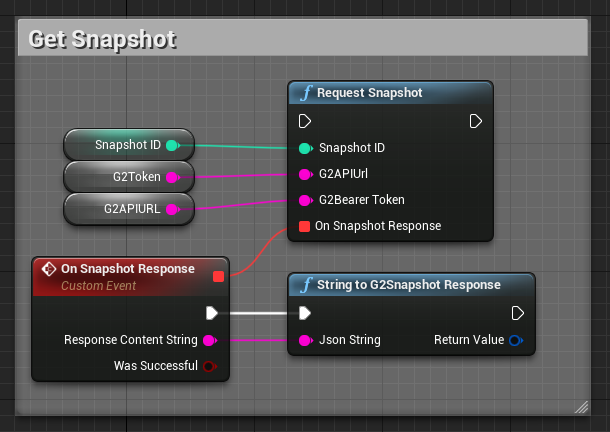 Get Snapshot
f Request Snapshot
Snapshot ID
Snapshot ID
G2Token
G2APIUrl
G2APIURL
G2Bearer Token
On Snapshot Response
On Snapshot Response
Custom Event
f String to G2Snapshot Response
Response Content String
Json String
Return Value
Was Successful